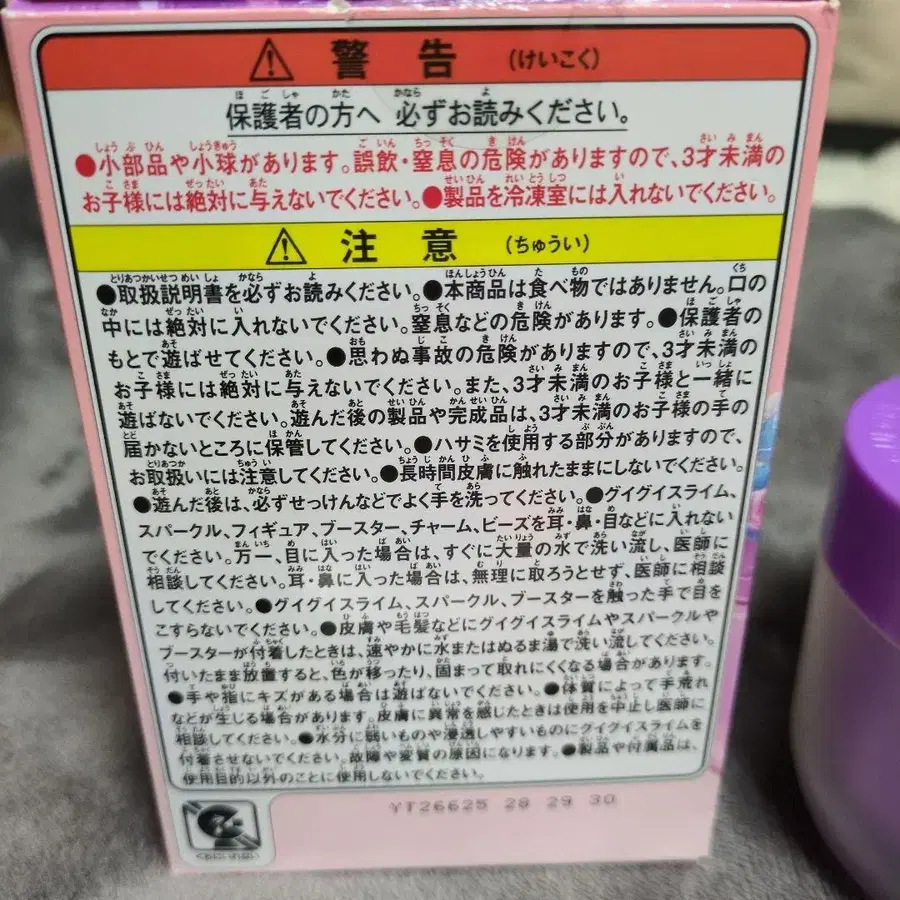 警告 (けいこく)
保護者の方へ 必ずお読みください。
●小部品や小球があります。誤飲・窒息の危険がありますので、3才未満の
お子様には絶対に与えないでください。●製品を冷凍室には入れないでください。
注意 (ちゅうい)
●取扱説明書を必ずお読みください。●本商品は食べ物ではありません。口の
中には絶対に入れないでください。窒息などの危険があります。●保護者の
もとで遊ばせてください。●思わぬ事故の危険がありますので、3才未満の
お子様には絶対に与えないでください。また、3才未満のお子様と一緒に
遊ばないでください。遊んだ後の製品や完成品は、3才未満のお子様の手の
届かないところに保管してください。●ハサミを使用する部分がありますので、
お取扱いには注意してください。●長時間皮膚に触れたままにしないでください。
●遊んだ後は、必ずせっけんなどでよく手を洗ってください。●グイグイスライム、
スパークル、フィギュア、ブースター、チャーム、ビーズを耳・鼻・目などに入れない
でください。万一、目に入った場合は、すぐに大量の水で洗い流し、医師に
相談してください。耳・鼻に入った場合は、無理に取ろうとせず、医師に相談
してください。●グイグイスライム、スパークル、ブースターを触った手で目を
こすらないでください。●皮膚や毛髪などにグイグイスライムやスパークルや
ブースターが付着したときは、速やかに水またはぬるま湯で洗い流してください。
付いたまま放置すると、色が移ったり、固まって取れにくくなる場合があります。
●手や指にキズがある場合は遊ばないでください。●体質によって手荒れ
などが生じる場合があります。皮膚に異常を感じたときは使用を中止し医師に
相談してください。●水分に弱いものや浸透しやすいものにグイグイスライムを
付着させないでください。故障や変質の原因になります。●製品や付属品は、
使用目的以外のことに使用しないでください。
YT26625 28 29 30